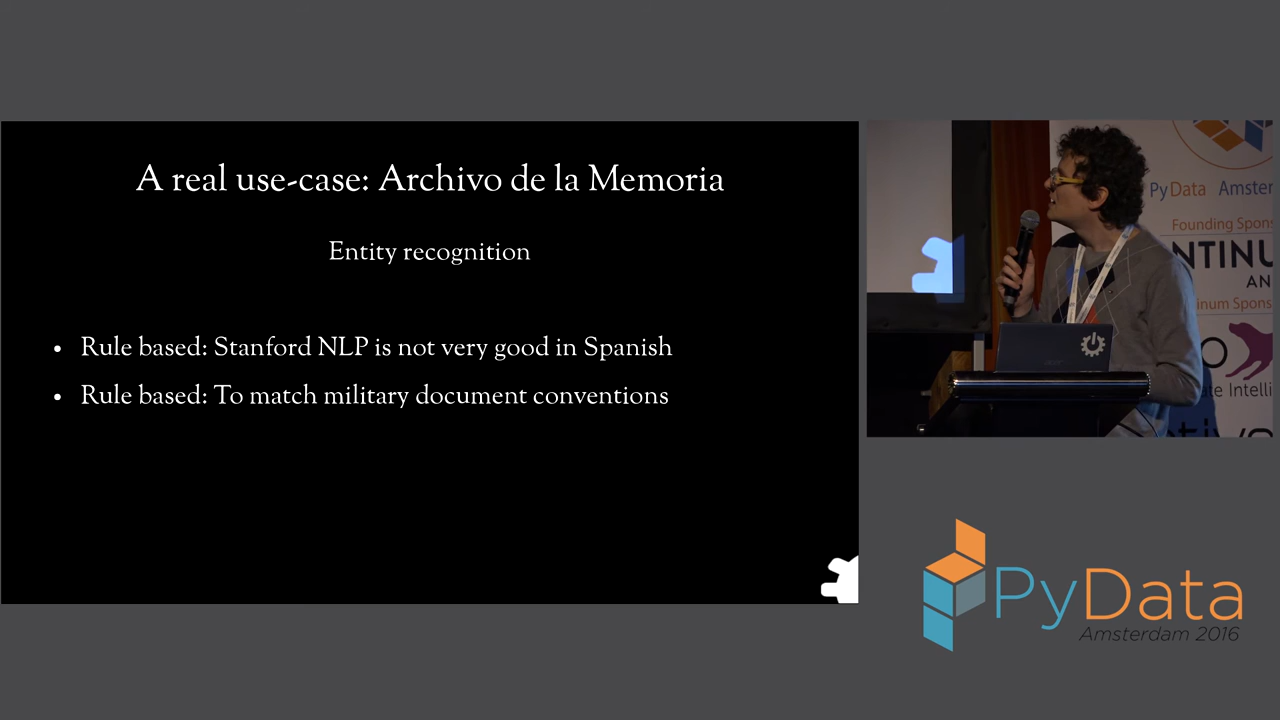 A real use-case: Archivo de la Memoria
Entity recognition
• Rule based: Stanford NLP is not very good in Spanish
• Rule based: To match military document conventions
PyData Amster
Founding Spons
NTINU
AN
inum Spons
O
te Intelli
PyData
Amsterdam 2016